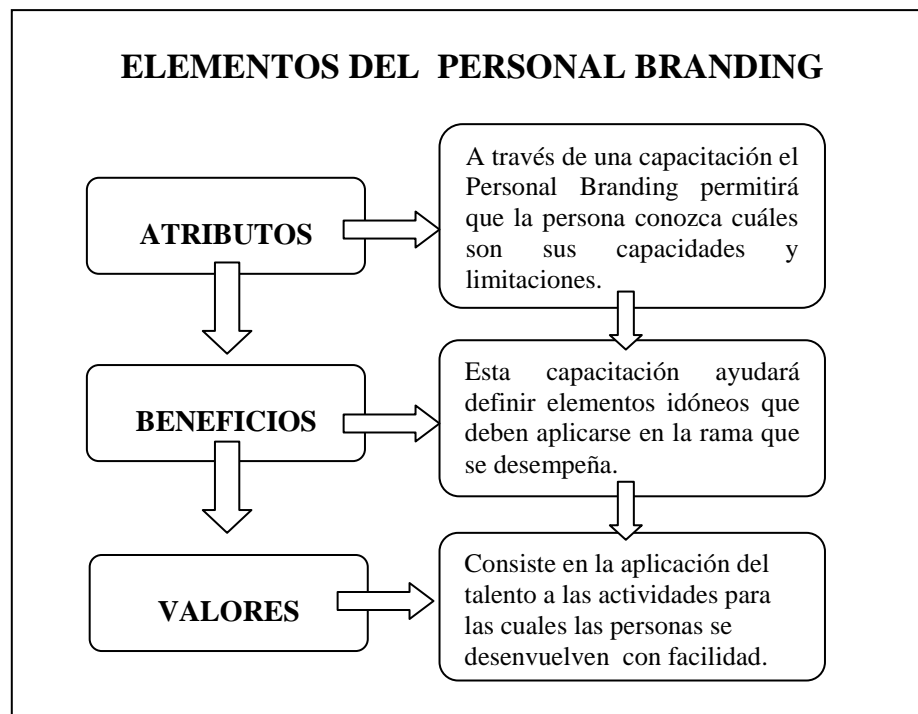 ELEMENTOS DEL PERSONAL BRANDING
ATRIBUTOS
A través de una capacitación el
Personal Branding permitirá
que la persona conozca cuáles
son sus capacidades y
limitaciones.
BENEFICIOS
Esta capacitación ayudará
definir elementos idóneos que
deben aplicarse en la rama que
se desempeña.
VALORES
Consiste en la aplicación del
talento a las actividades para
las cuales las personas se
desenvuelven con facilidad.